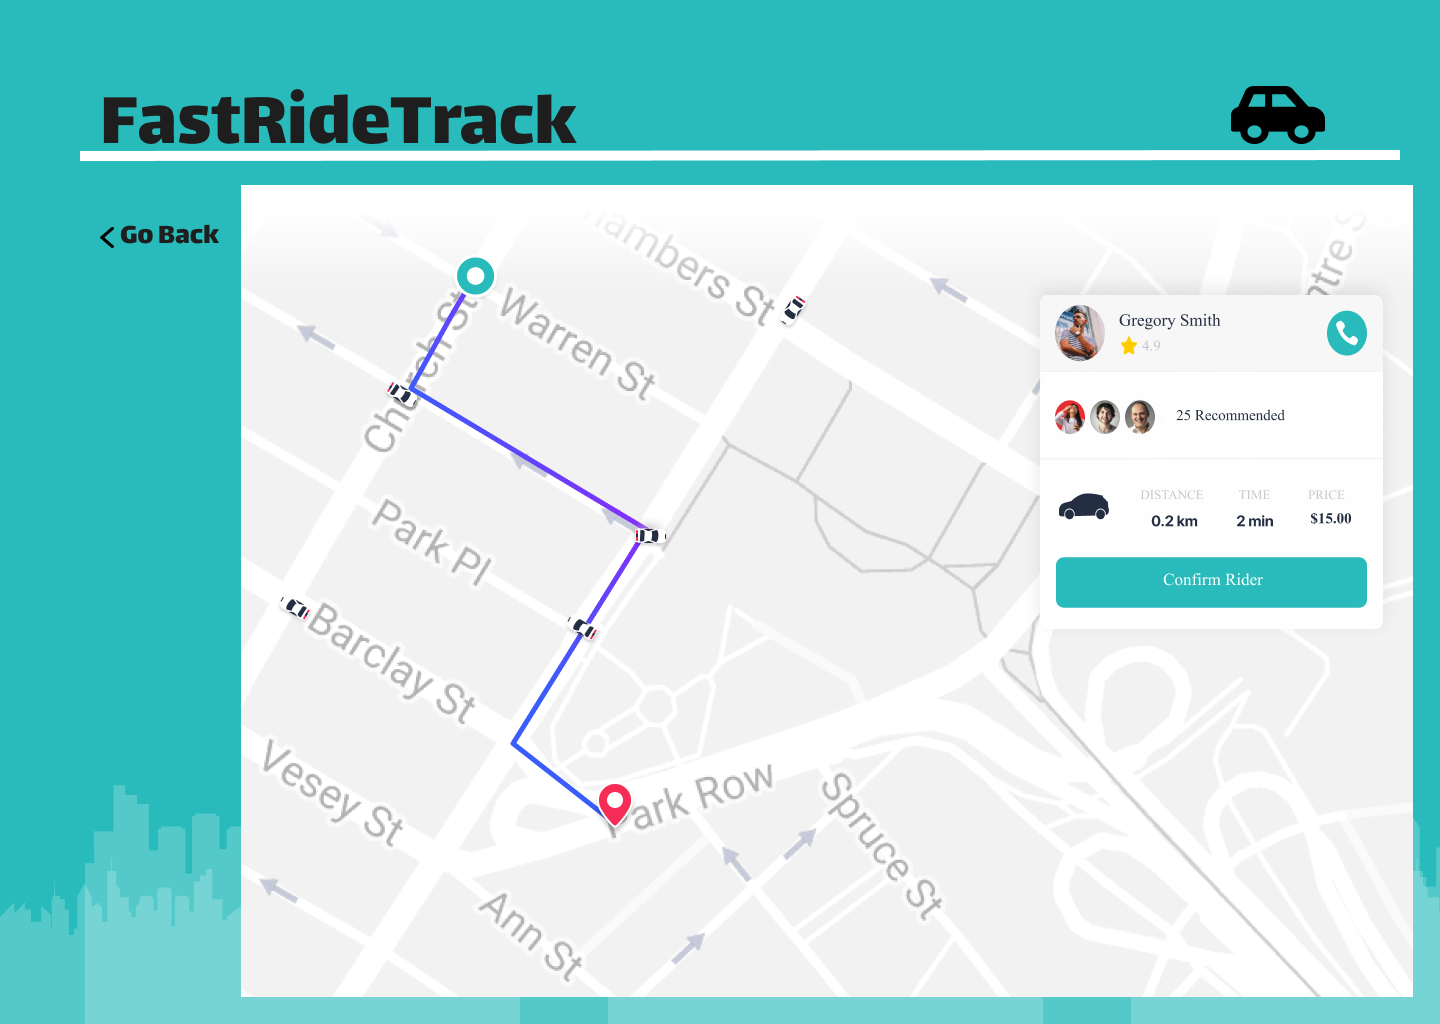 FastRideTrack
Go Back
Chambers St
Warren St
Church St
Park Pl
Barclay St
Vesey St
Park Row
Spruce St
Ann St
Gregory Smith
4.9
25 Recommended
DISTANCE TIME PRICE
0.2 km 2 min $15.00
Confirm Rider